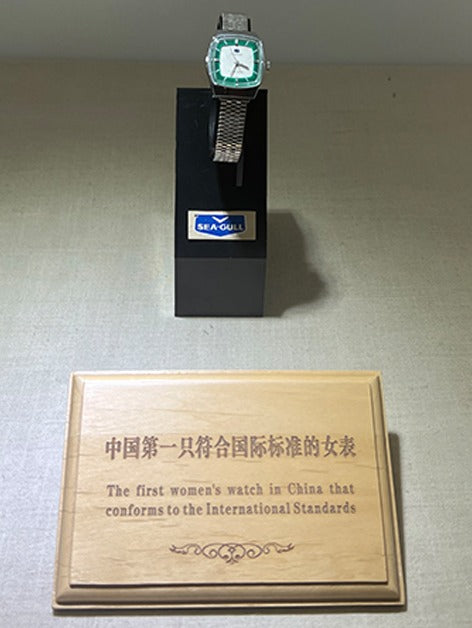 SEA-GULL
中国第一只符合国际标准的女表
The first women's watch in China that
conforms to the International Standards